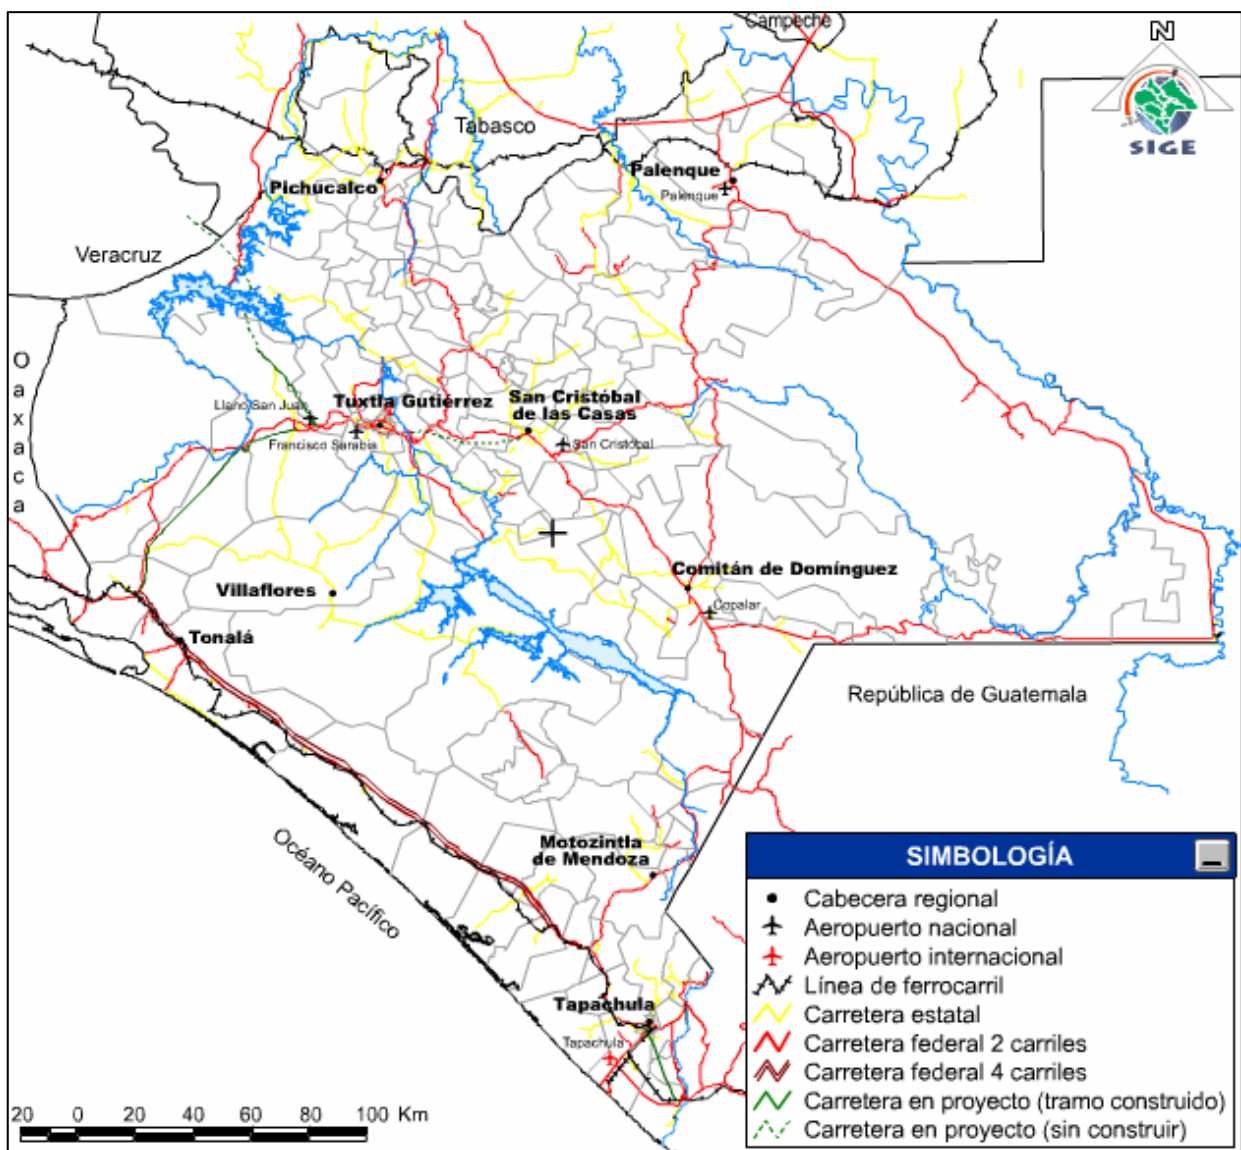 Campeche
N
SIGE
Tabasco
Palenque
Palenque
Pichucalco
Veracruz
Oaxaca
Tuxtla Gutiérrez
Llano San Juan
Francisco Sarabia
San Cristóbal
de las Casas
San Cristóbal
Comitán de Domínguez
Copalar
Villaflores
Tonalá
República de Guatemala
Océano Pacífico
Motozintla
de Mendoza
Tapachula
Tapachula
SIMBOLOGÍA
Cabecera regional
Aeropuerto nacional
Aeropuerto internacional
Línea de ferrocarril
Carretera estatal
Carretera federal 2 carriles
Carretera federal 4 carriles
Carretera en proyecto (tramo construido)
Carretera en proyecto (sin construir)
20 0 20 40 60 80 100 Km